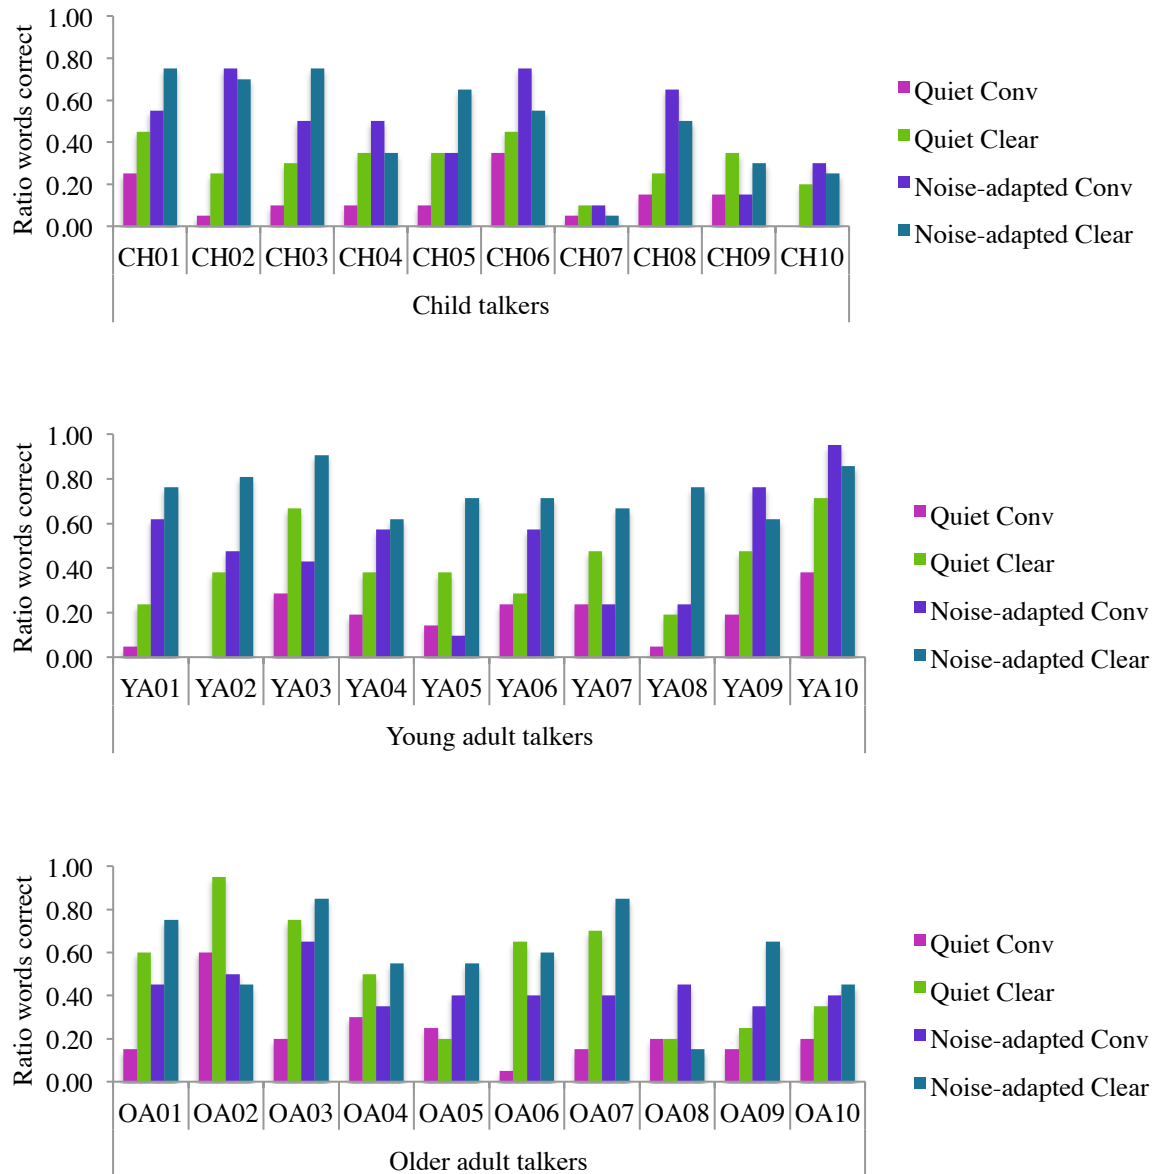 1.00
0.80
0.60
0.40
0.20
0.00
Ratio words correct
CH01 CH02 CH03 CH04 CH05 CH06 CH07 CH08 CH09 CH10
Child talkers
Quiet Conv
Quiet Clear
Noise-adapted Conv
Noise-adapted Clear
1.00
0.80
0.60
0.40
0.20
0.00
Ratio words correct
YA01 YA02 YA03 YA04 YA05 YA06 YA07 YA08 YA09 YA10
Young adult talkers
Quiet Conv
Quiet Clear
Noise-adapted Conv
Noise-adapted Clear
1.00
0.80
0.60
0.40
0.20
0.00
Ratio words correct
OA01 OA02 OA03 OA04 OA05 OA06 OA07 OA08 OA09 OA10
Older adult talkers
Quiet Conv
Quiet Clear
Noise-adapted Conv
Noise-adapted Clear